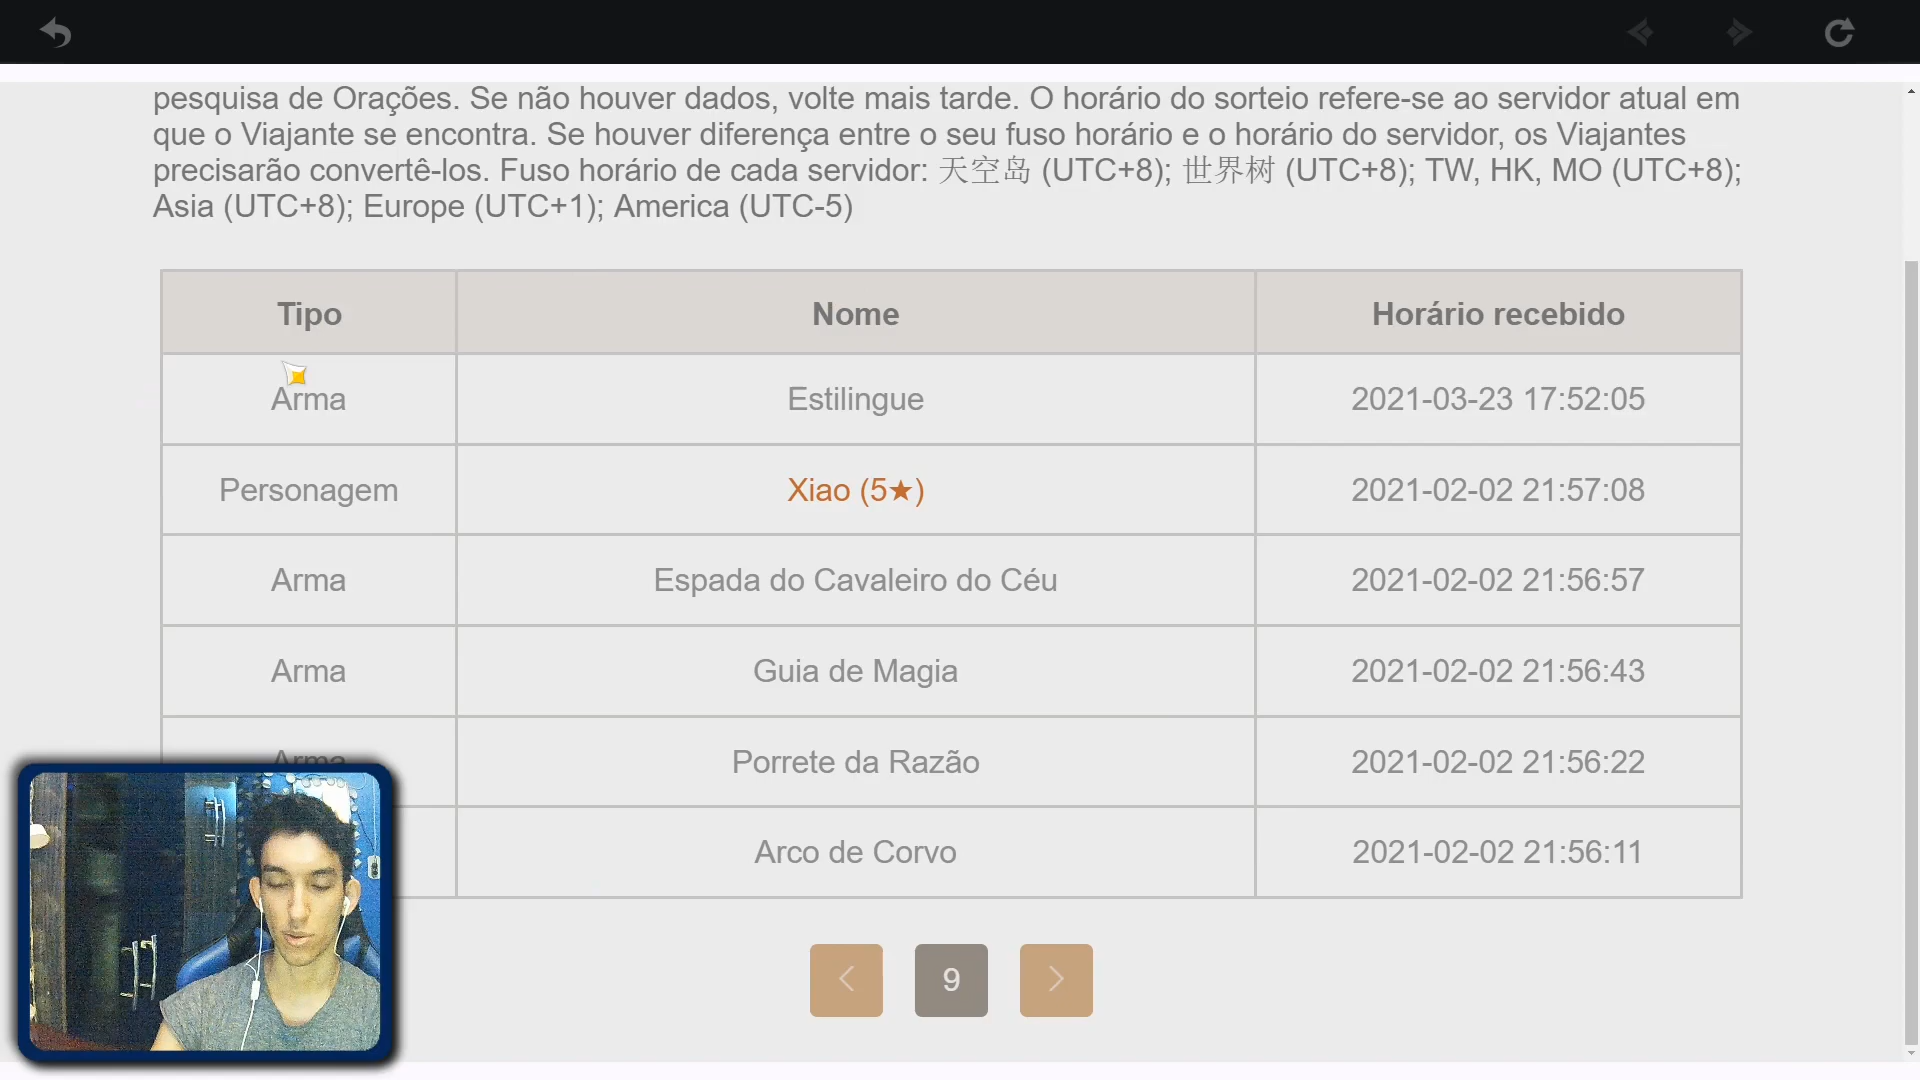 pesquisa de Orações. Se não houver dados, volte mais tarde. O horário do sorteio refere-se ao servidor atual em
que o Viajante se encontra. Se houver diferença entre o seu fuso horário e o horário do servidor, os Viajantes
precisarão convertê-los. Fuso horário de cada servidor: 天空岛 (UTC+8); 世界树 (UTC+8); TW, HK, MO (UTC+8);
Asia (UTC+8); Europe (UTC+1); America (UTC-5)
Tipo Nome Horário recebido
Arma Estilingue 2021-03-23 17:52:05
Personagem Xiao (5★) 2021-02-02 21:57:08
Arma Espada do Cavaleiro do Céu 2021-02-02 21:56:57
Arma Guia de Magia 2021-02-02 21:56:43
Arma Porrete da Razão 2021-02-02 21:56:22
Arco de Corvo 2021-02-02 21:56:11
9